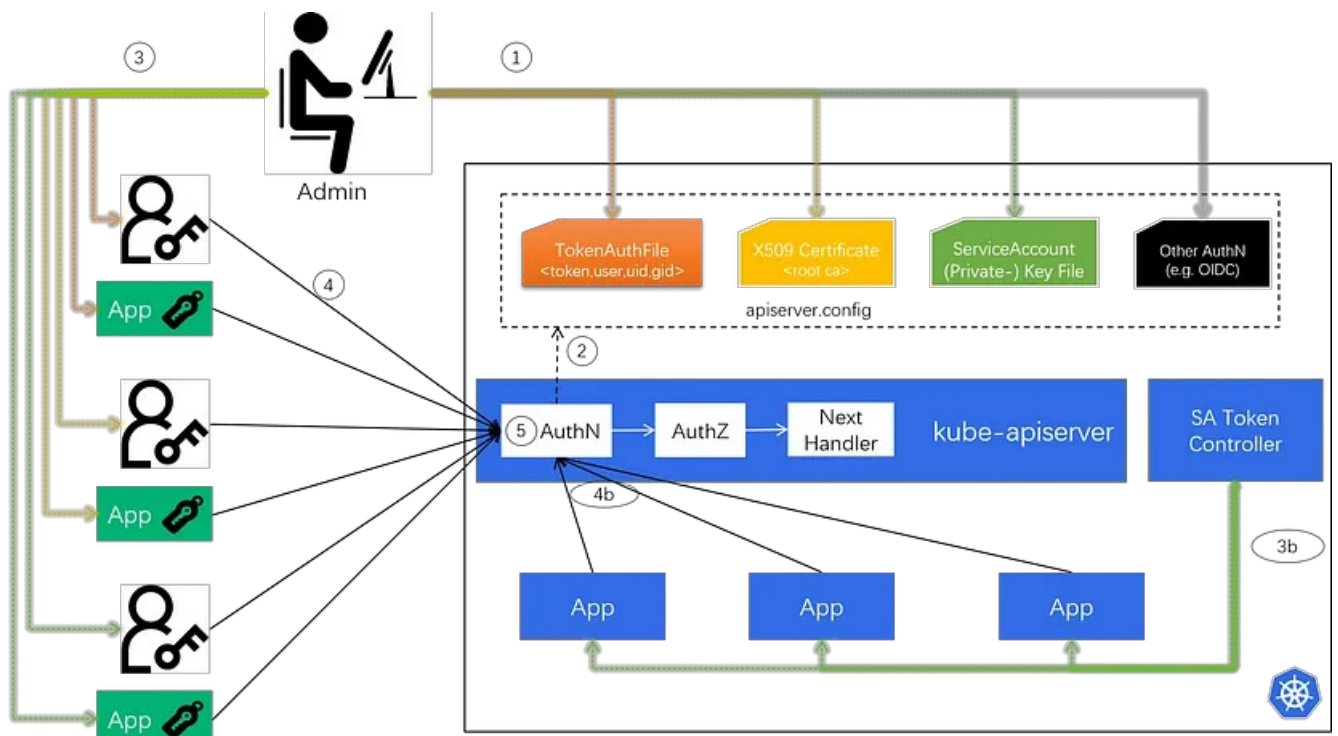 3
1
Admin
TokenAuthFile
<token,user,uid,gid>
X509 Certificate
<root ca>
ServiceAccount
(Private-) Key File
Other AuthN
(e.g. OIDC)
apiserver.config
4
App
2
5
AuthN
AuthZ
Next
Handler
kube-apiserver
SA Token
Controller
4b
App
3b
App
App
App
App